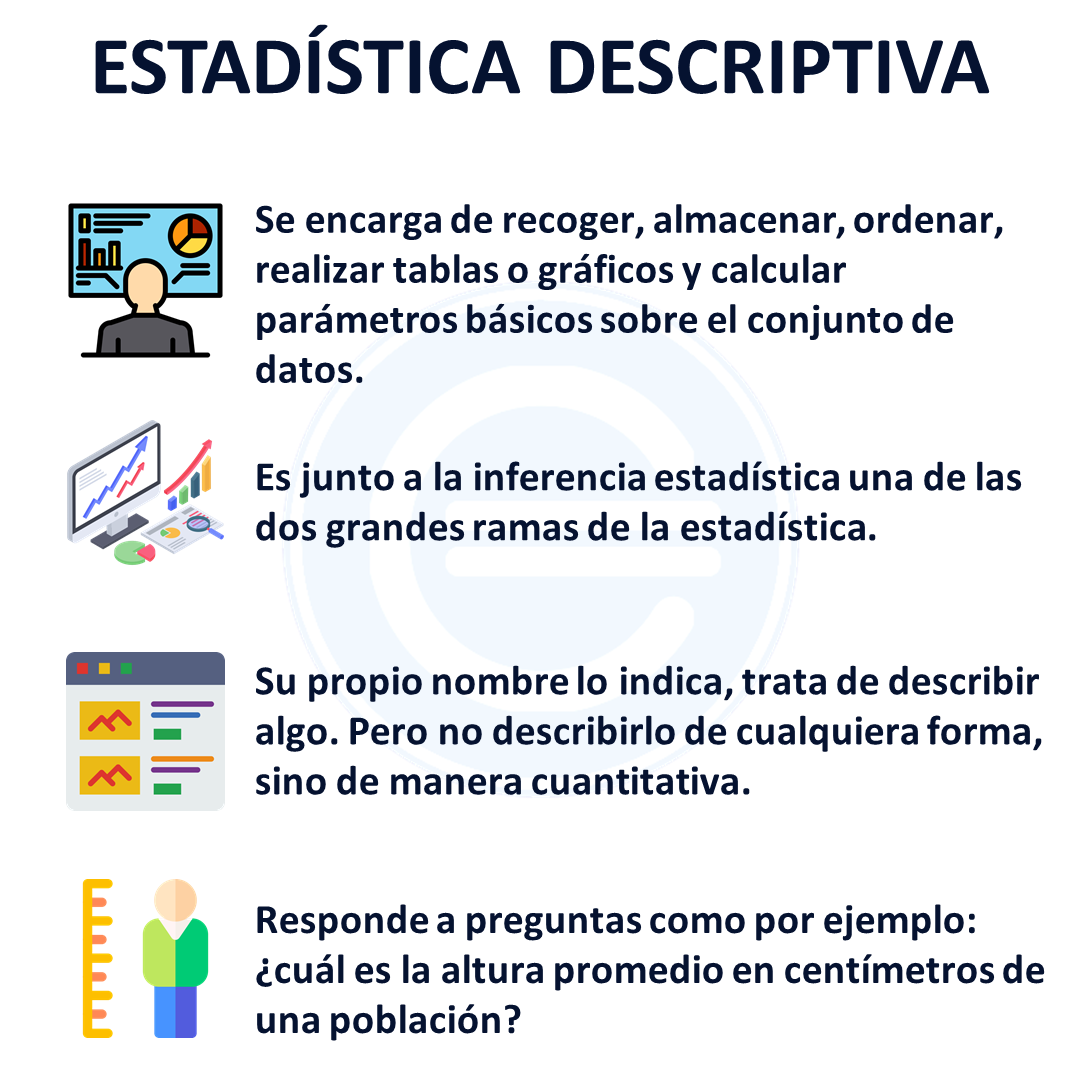 ESTADÍSTICA DESCRIPTIVA
Se encarga de recoger, almacenar, ordenar,
realizar tablas o gráficos y calcular
parámetros básicos sobre el conjunto de
datos.
Es junto a la inferencia estadística una de las
dos grandes ramas de la estadística.
Su propio nombre lo indica, trata de describir
algo. Pero no describirlo de cualquiera forma,
sino de manera cuantitativa.
Responde a preguntas como por ejemplo:
¿cuál es la altura promedio en centímetros de
una población?